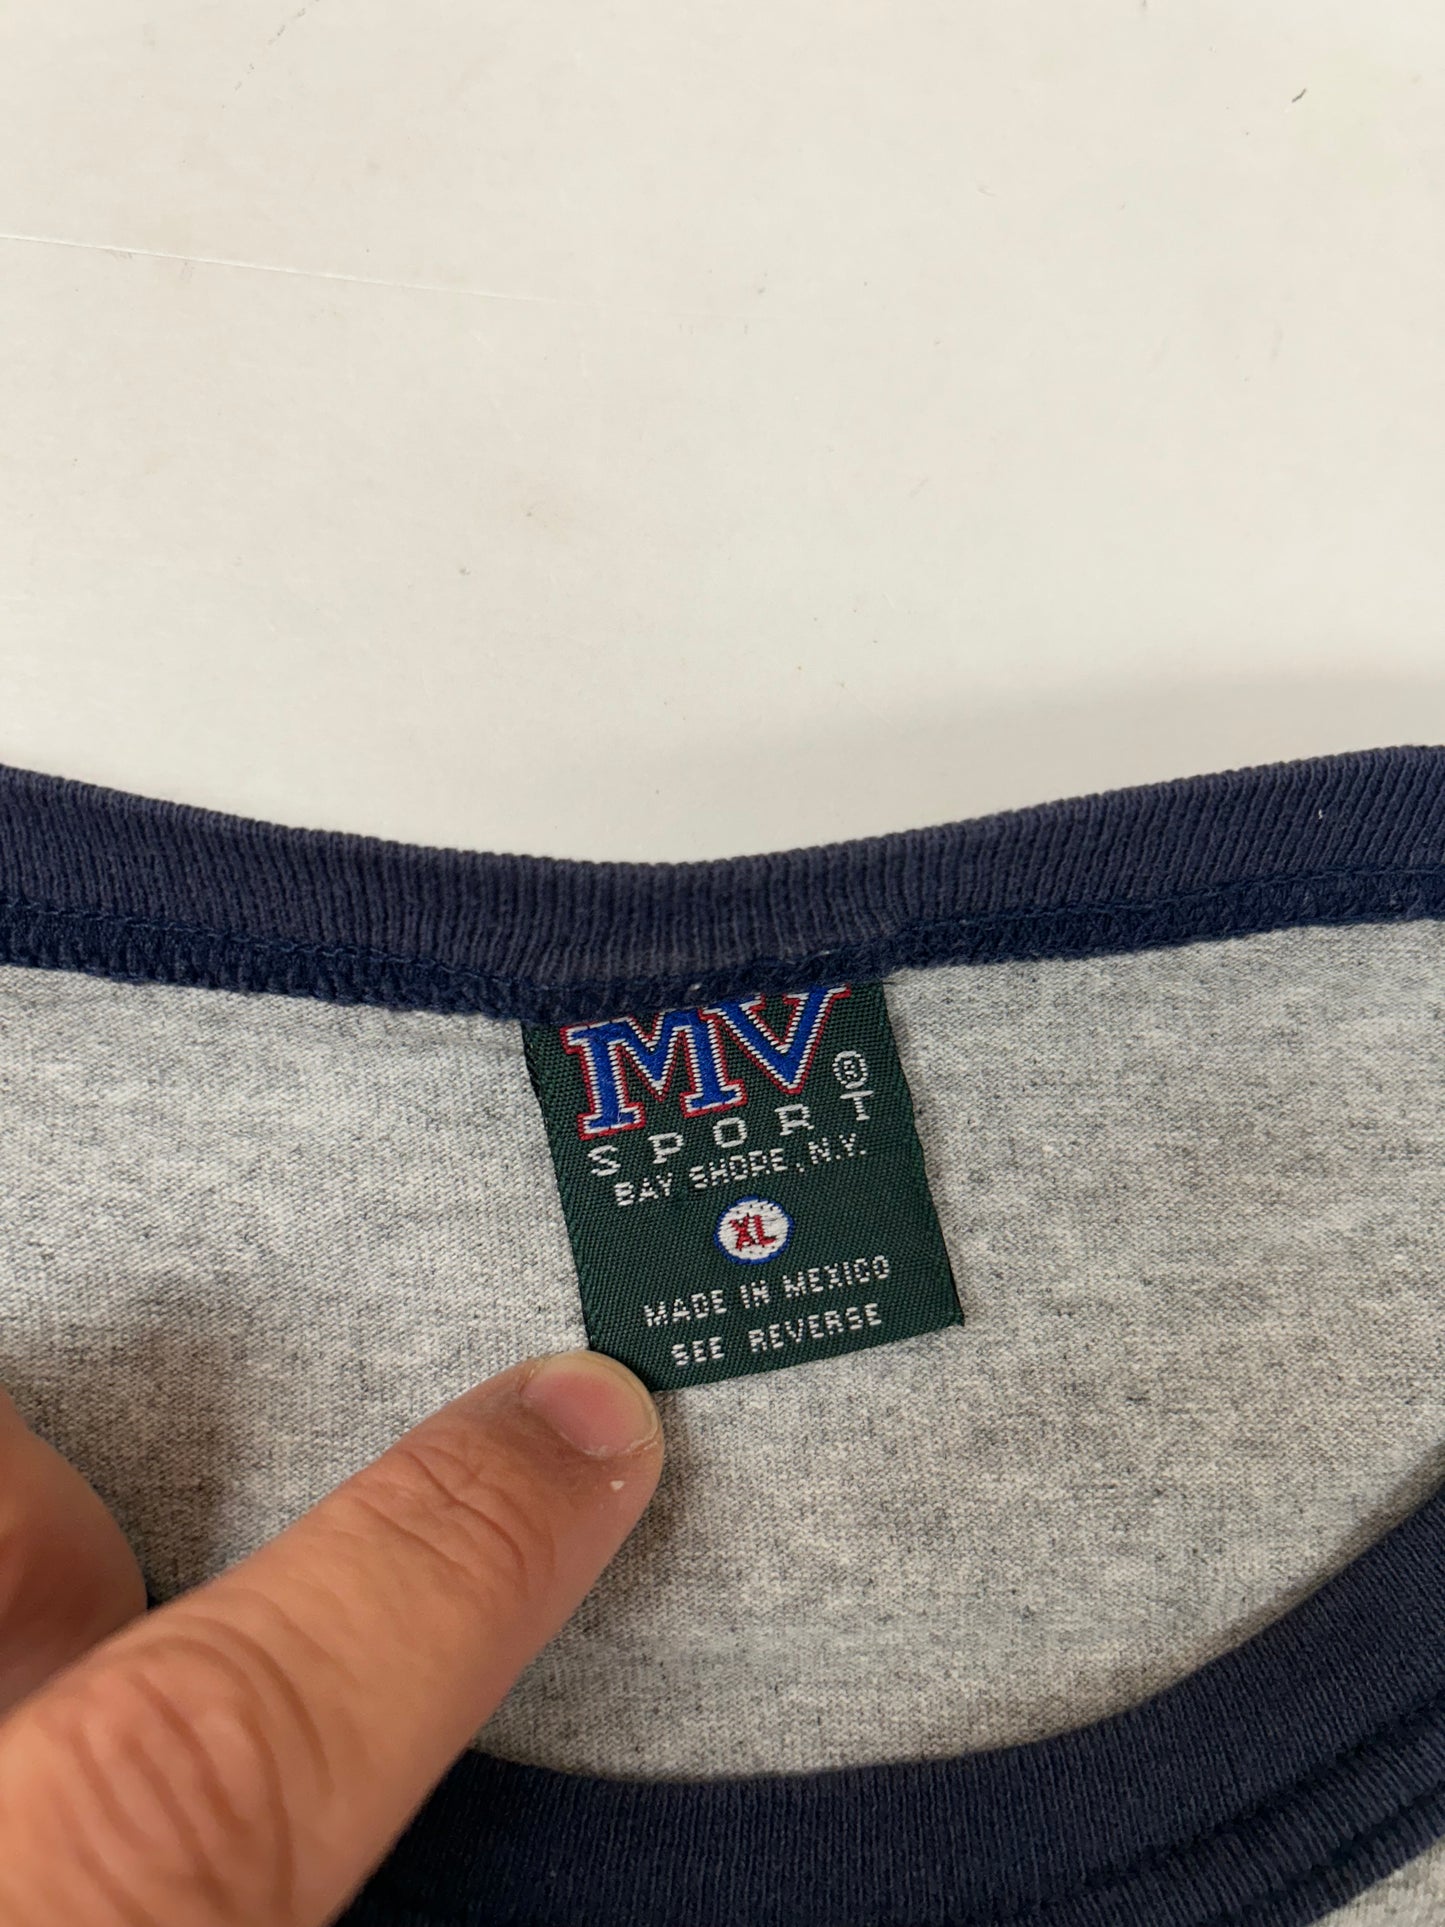 MV
®
SPORT
BAY SHORE, N.Y.
XL
MADE IN MEXICO
SEE REVERSE